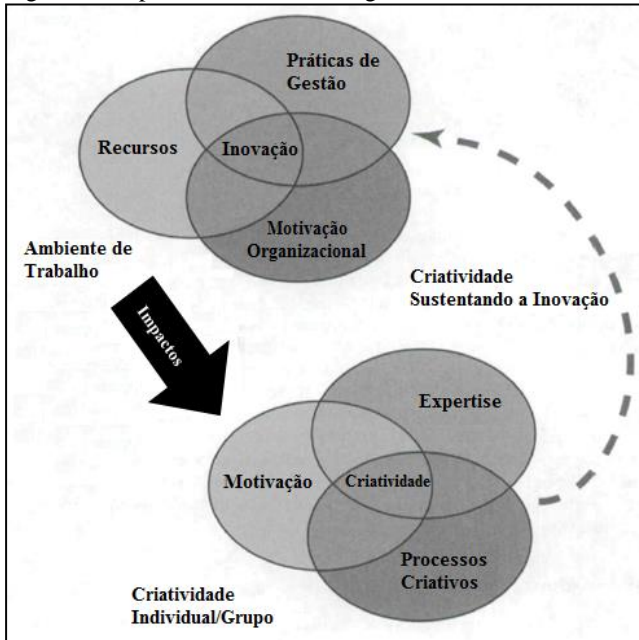 Práticas de
Gestão
Recursos
Inovação
Motivação
Organizacional
Ambiente de
Trabalho
Impactos
Criatividade
Sustentando a Inovação
Expertise
Motivação
Criatividade
Processos
Criativos
Criatividade
Individual/Grupo